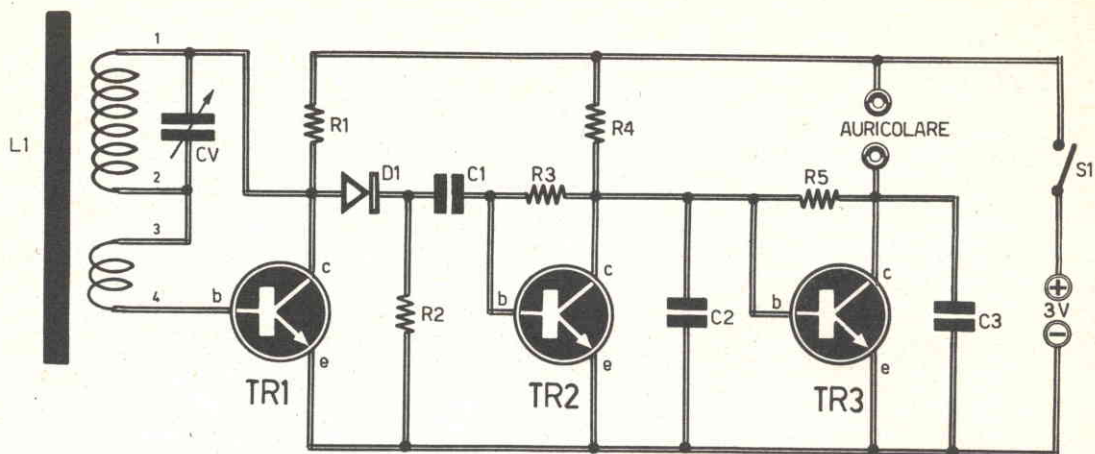 1
L1
CV
2
3
4
b
c
e
TR1
R1
D1
R2
C1
R3
b
c
e
TR2
R4
C2
AURICOLARE
R5
b
c
e
TR3
C3
S1
+
3V
−